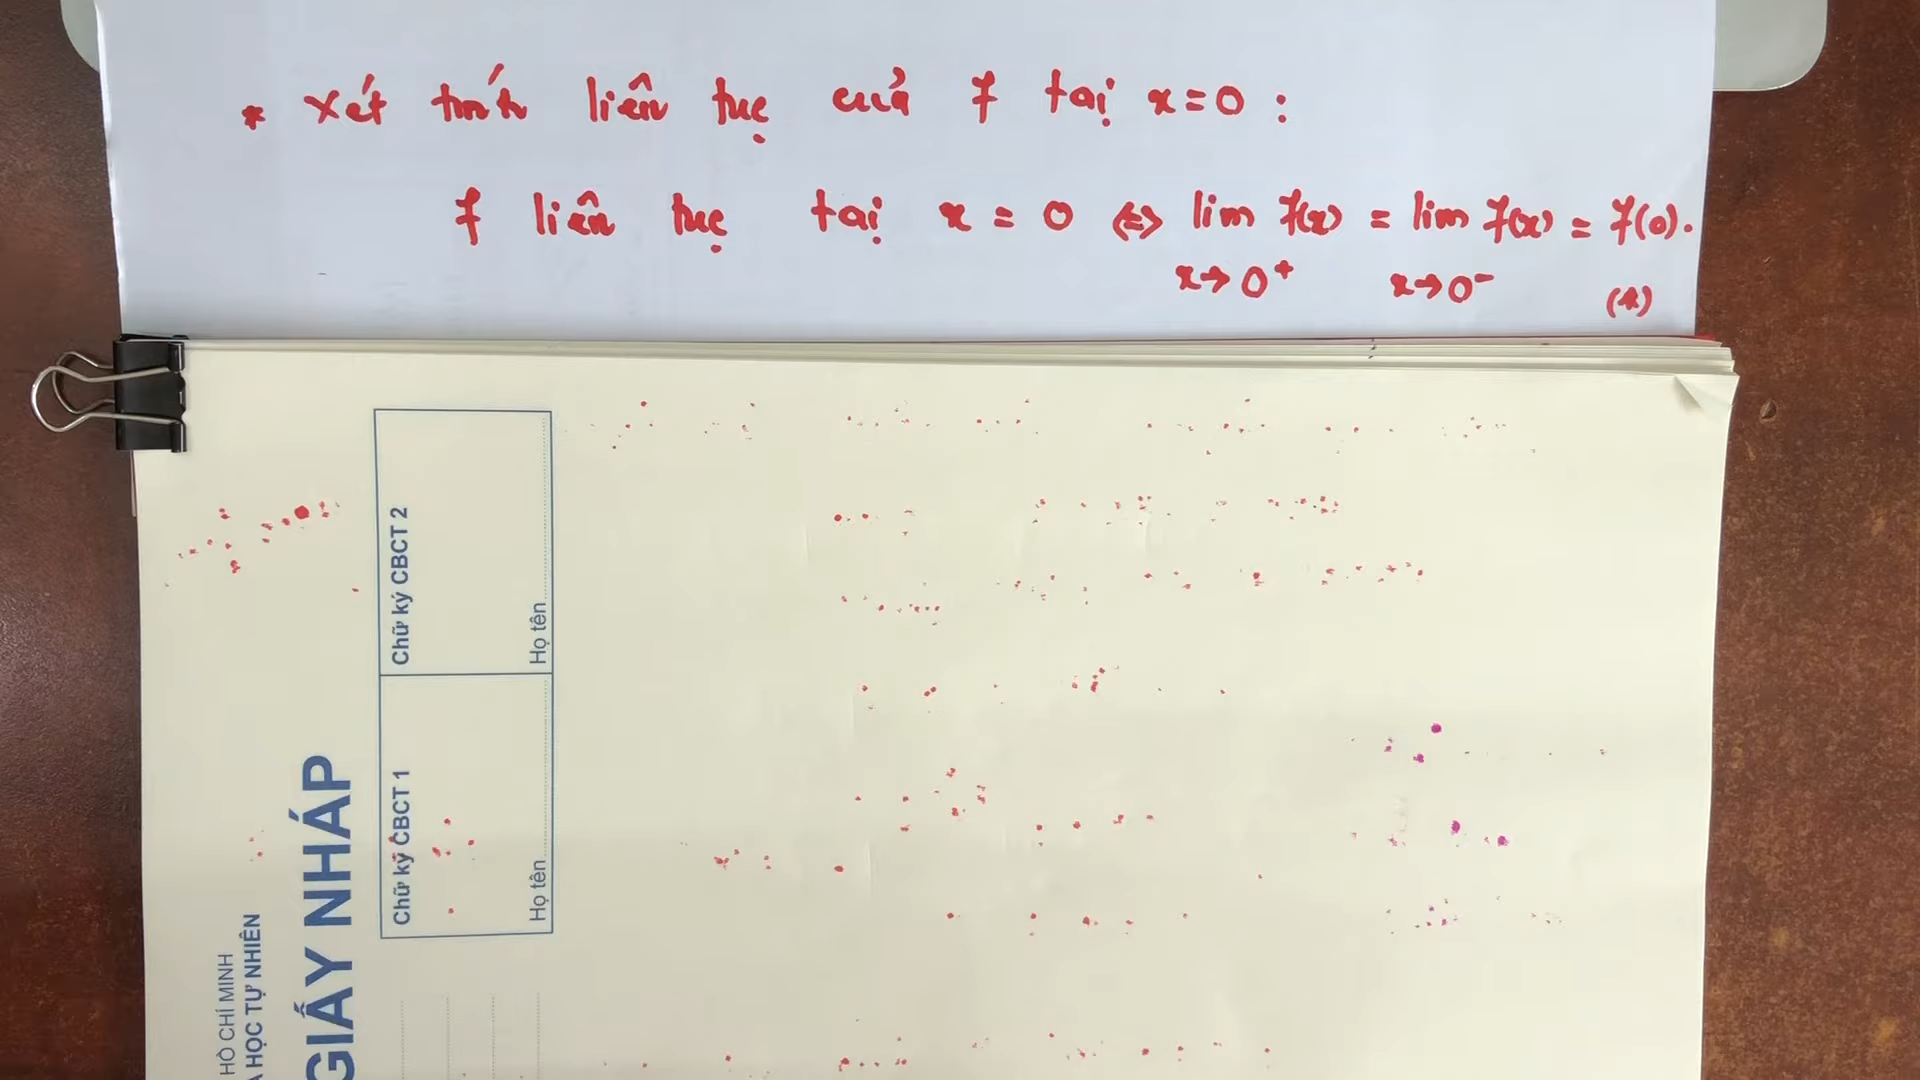 * Xét tính liên tục của f tại x = 0 :
f liên tục tại x = 0 ⇔ lim f(x) = lim f(x) = f(0).
x→0⁺ x→0⁻ (*)
Chữ ký CBCT 2
Họ tên
Chữ ký CBCT 1
Họ tên
GIẤY NHÁP
HỒ CHÍ MINH
HỌC TỰ NHIÊN